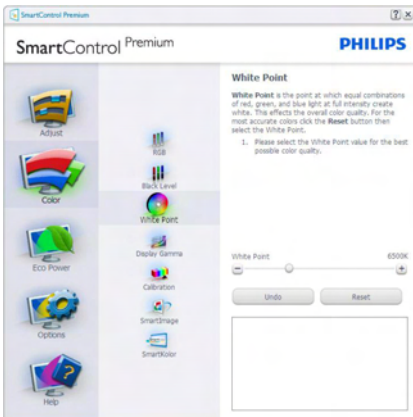 SmartControl Premium
SmartControl Premium
PHILIPS
Adjust
Color
Eco Power
Options
Help
RGB
Black Level
White Point
Display Gamma
Calibration
SmartImage
SmartKolor
White Point
White Point is the point at which equal combinations
of red, green, and blue light at full intensity create
white. This effects the overall color quality. For the
most accurate colors click the Reset button then
select the White Point.
1. Please select the White Point value for the best
possible color quality.
White Point 6500K
Undo Reset